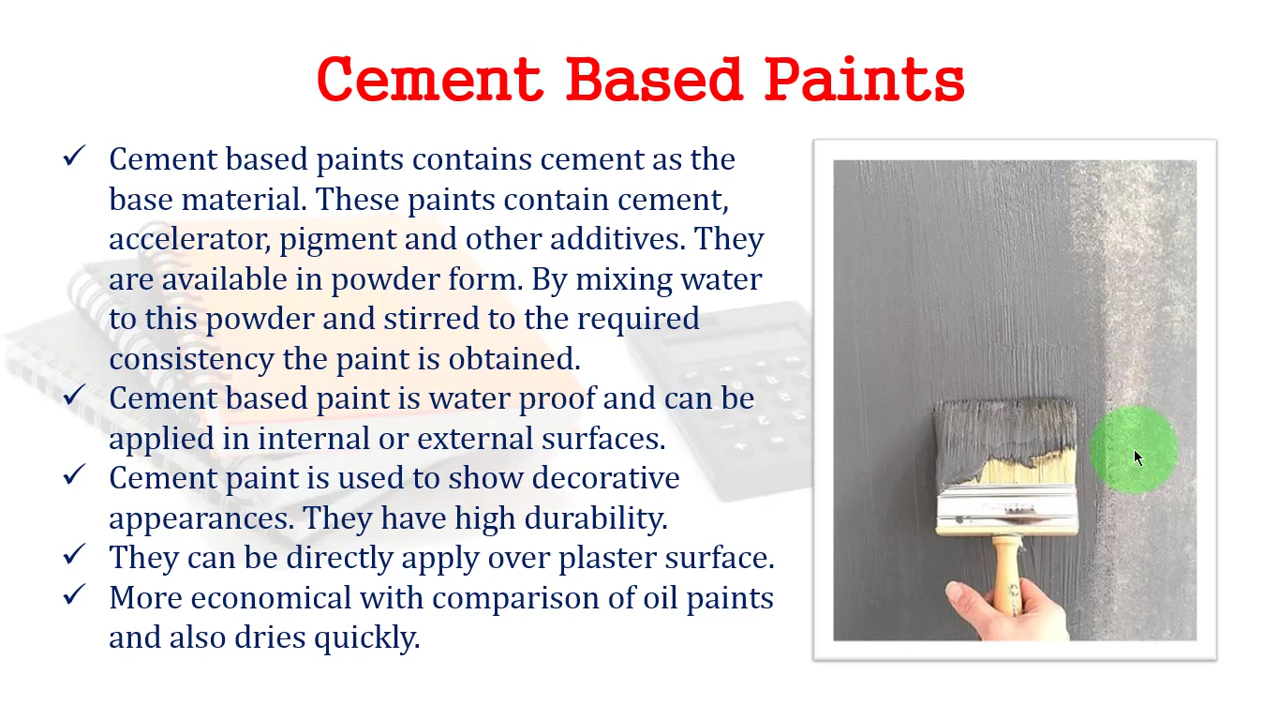 Cement Based Paints
✓ Cement based paints contains cement as the
base material. These paints contain cement,
accelerator, pigment and other additives. They
are available in powder form. By mixing water
to this powder and stirred to the required
consistency the paint is obtained.
✓ Cement based paint is water proof and can be
applied in internal or external surfaces.
✓ Cement paint is used to show decorative
appearances. They have high durability.
✓ They can be directly apply over plaster surface.
✓ More economical with comparison of oil paints
and also dries quickly.